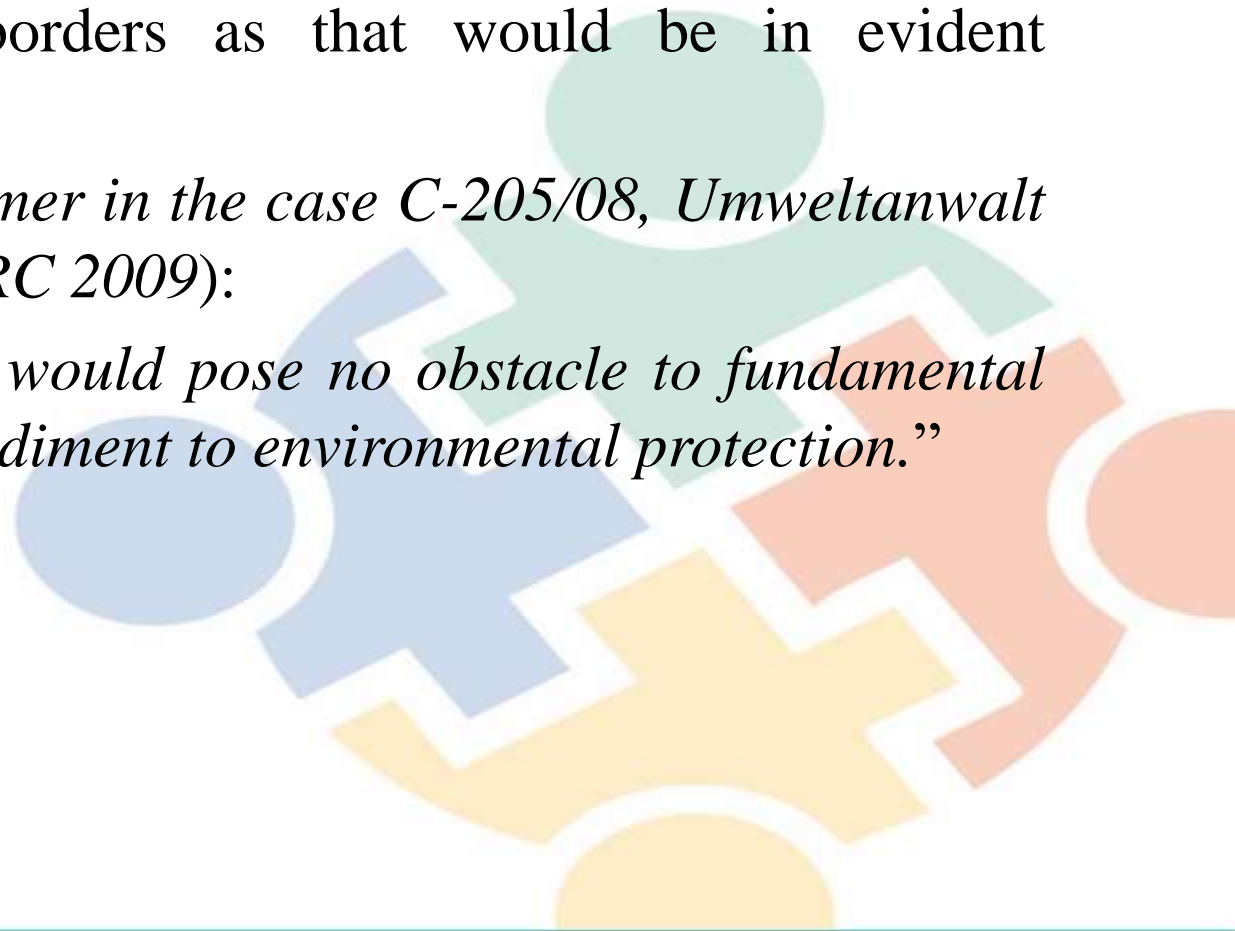 orders as that would be in evident
mer in the case C-205/08, Umweltanwalt
RC 2009):
would pose no obstacle to fundamental
diment to environmental protection.”